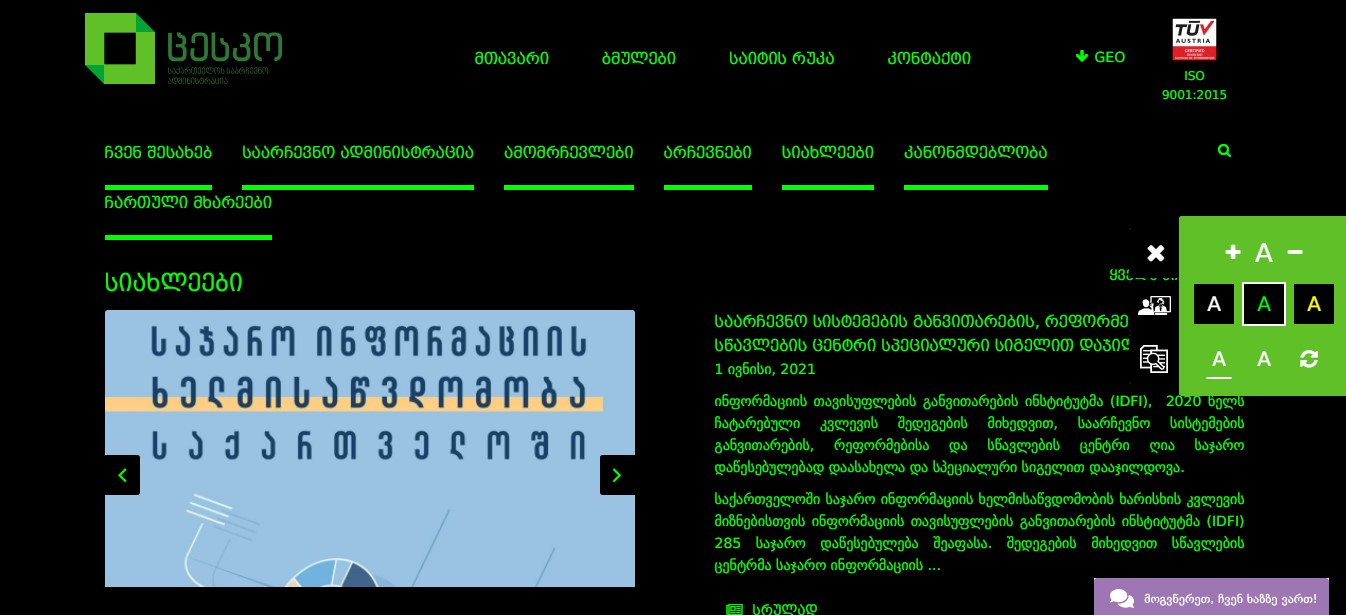 ცესკო
საქართველოს საარჩევნო
ადმინისტრაცია
მთავარი
ბმულები
საიტის რუკა
კონტაქტი
GEO
TÜV
AUSTRIA
ISO
9001:2015
ჩვენ შესახებ
საარჩევნო ადმინისტრაცია
ამომრჩევლები
არჩევნები
სიახლეები
კანონმდებლობა
ჩართული მხარეები
+ A −
A A A
A A
სიახლეები
საჯარო ინფორმაციის
ხელმისაწვდომობა
საქართველოში
საარჩევნო სისტემების განვითარების,
სწავლების ცენტრი სპეციალური სიგელით
1 ივნისი, 2021
ინფორმაციის თავისუფლების განვითარების ინსტიტუტმა (IDFI), 2020 წელს
ჩატარებული კვლევის შედეგების მიხედვით, საარჩევნო სისტემების
განვითარების, რეფორმებისა და სწავლების ცენტრი ღია საჯარო
დაწესებულებად დაასახელა და სპეციალური სიგელით დააჯილდოვა.
საქართველოში საჯარო ინფორმაციის ხელმისაწვდომობის ხარისხის კვლევის
მიზნებისთვის ინფორმაციის თავისუფლების განვითარების ინსტიტუტმა (IDFI)
285 საჯარო დაწესებულება შეაფასა. შედეგების მიხედვით სწავლების
ცენტრმა საჯარო ინფორმაციის ...
სრულად
მოგვწერეთ, ჩვენ ხაზზე ვართ!